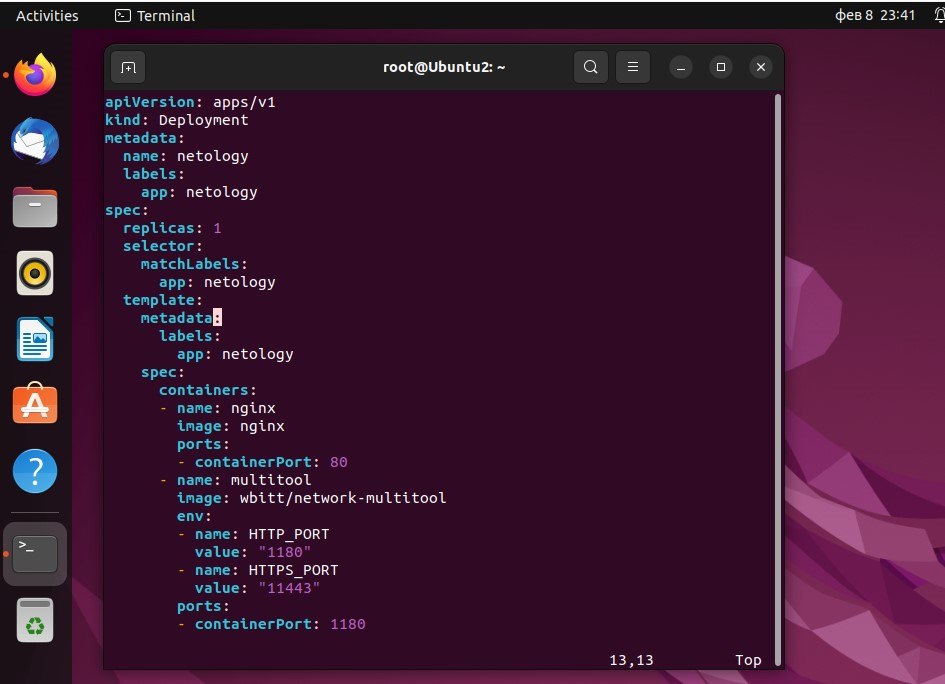 Activities
Terminal
фев 8 23:41
root@Ubuntu2: ~
apiVersion: apps/v1
kind: Deployment
metadata:
  name: netology
  labels:
    app: netology
spec:
  replicas: 1
  selector:
    matchLabels:
      app: netology
  template:
    metadata:
      labels:
        app: netology
    spec:
      containers:
      - name: nginx
        image: nginx
        ports:
        - containerPort: 80
      - name: multitool
        image: wbitt/network-multitool
        env:
        - name: HTTP_PORT
          value: "1180"
        - name: HTTPS_PORT
          value: "11443"
        ports:
        - containerPort: 1180
13,13 Top